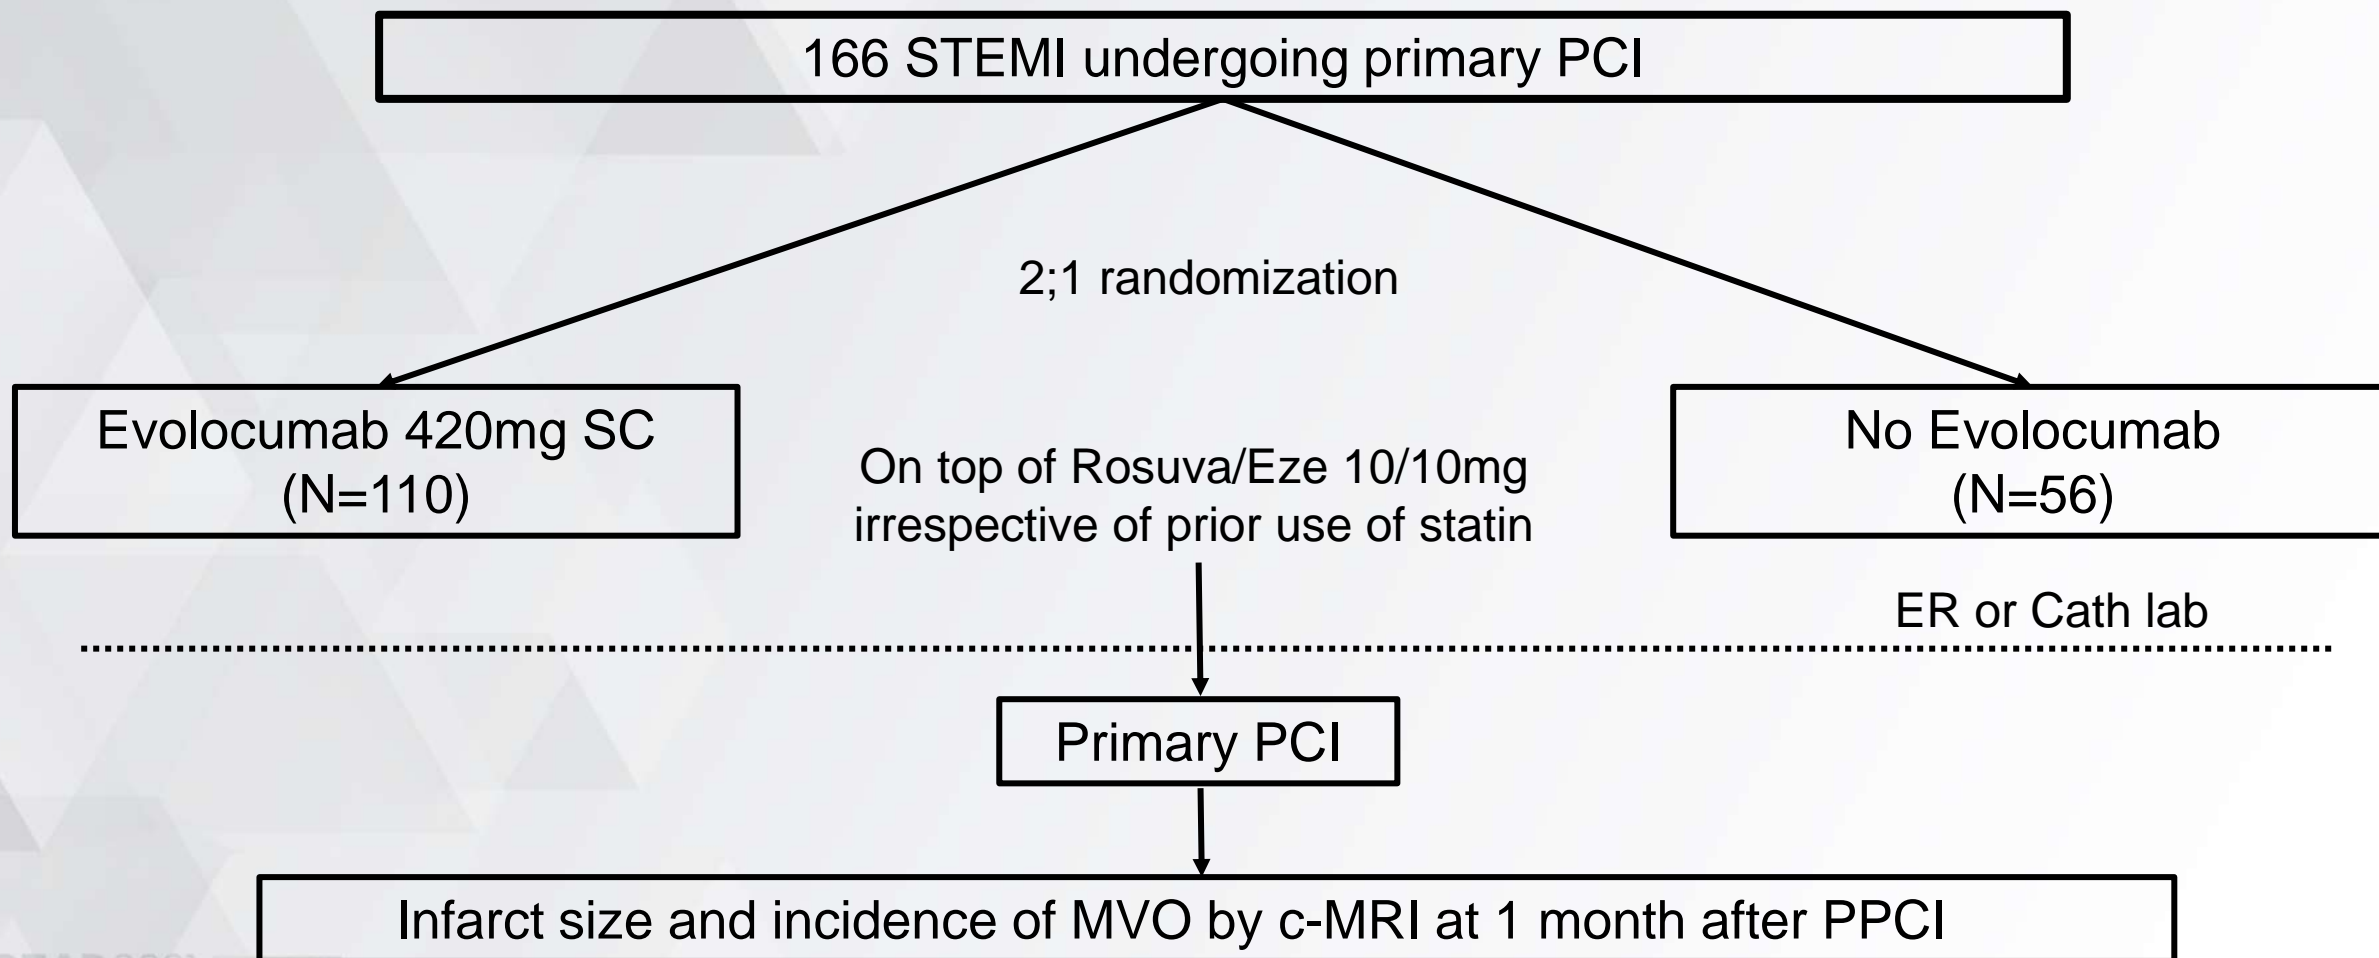 166 STEMI undergoing primary PCI
2;1 randomization
Evolocumab 420mg SC
(N=110)
No Evolocumab
(N=56)
On top of Rosuva/Eze 10/10mg
irrespective of prior use of statin
ER or Cath lab
Primary PCI
Infarct size and incidence of MVO by c-MRI at 1 month after PPCI